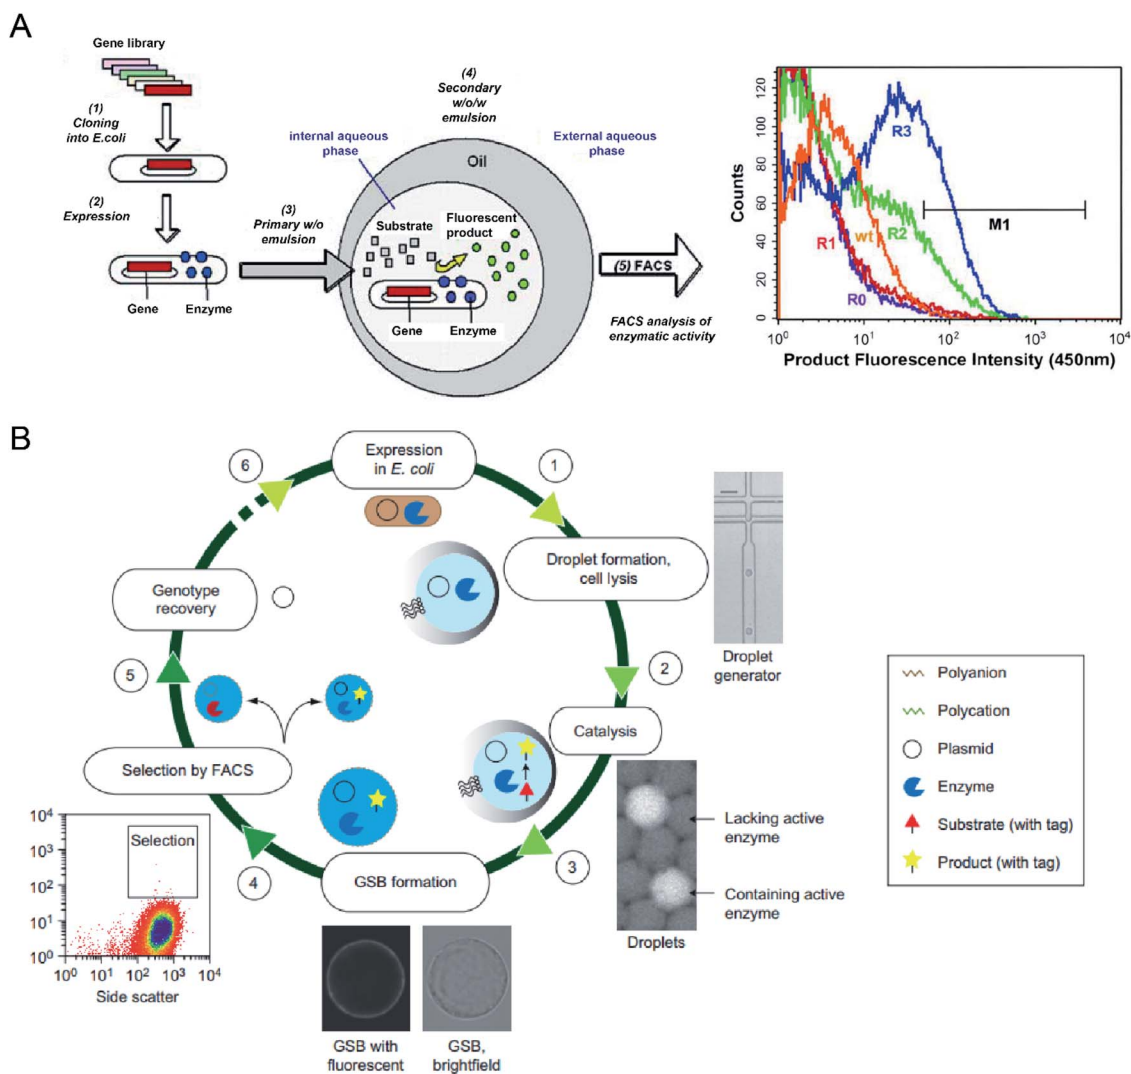 A
Gene library
(1)
Cloning
into E.coli
(2)
Expression
Gene
Enzyme
(3)
Primary w/o
emulsion
internal aqueous
phase
(4)
Secondary
w/o/w
emulsion
Oil
External aqueous
phase
Substrate
Fluorescent
product
Gene
Enzyme
(5) FACS
FACS analysis of
enzymatic activity
Counts
120
100
80
60
40
20
0
R3
M1
R1
wt
R2
R0
10^0
10^1
10^2
10^3
10^4
Product Fluorescence Intensity (450nm)
B
Expression
in E. coli
1
Droplet formation,
cell lysis
Droplet
generator
2
Catalysis
Lacking active
enzyme
Containing active
enzyme
Droplets
3
GSB formation
GSB with
fluorescent
GSB,
brightfield
4
Selection by FACS
Selection
10^4
10^3
10^2
10^1
10^0
10^0
10^1
10^2
10^3
10^4
Side scatter
5
Genotype
recovery
6
Polyanion
Polycation
Plasmid
Enzyme
Substrate (with tag)
Product (with tag)